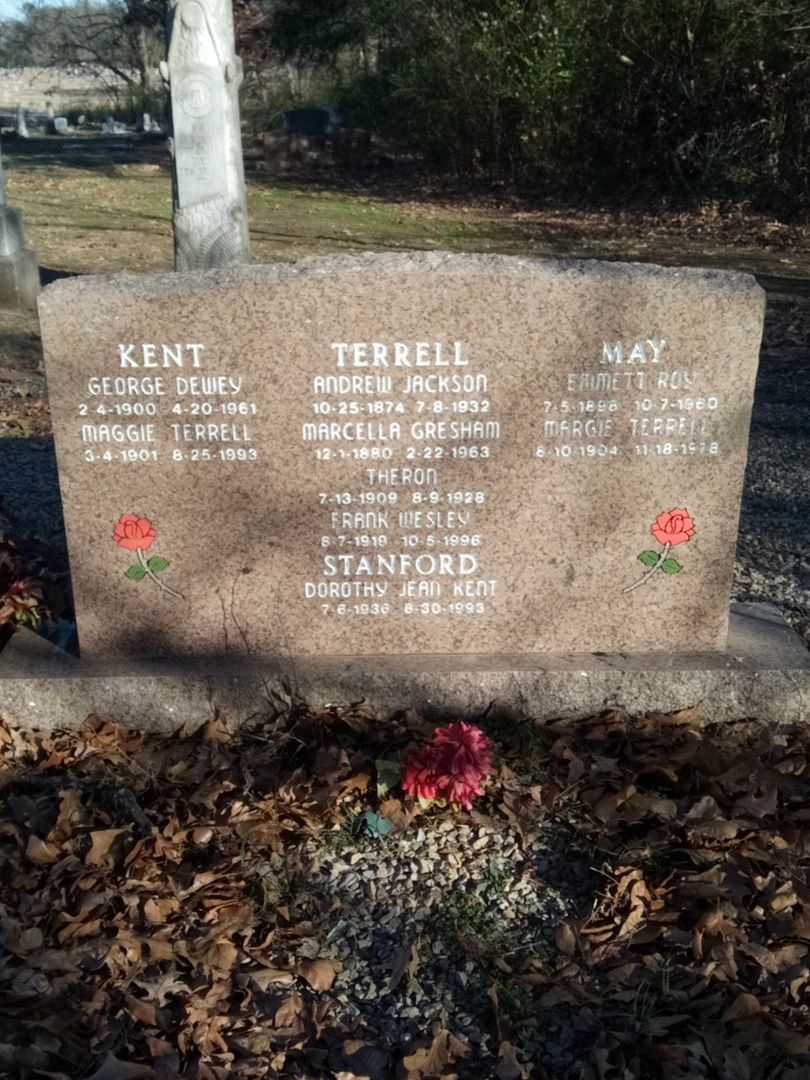 KENT
GEORGE DEWEY
2-4-1900 4-20-1961
MAGGIE TERRELL
3-4-1901 8-25-1993
TERRELL
ANDREW JACKSON
10-25-1874 7-8-1932
MARCELLA GRESHAM
12-1-1880 2-22-1963
THERON
7-13-1909 8-9-1928
FRANK WESLEY
8-7-1919 10-5-1996
STANFORD
DOROTHY JEAN KENT
7-6-1936 8-30-1993
MAY
EMMETT ROY
7-5-1898 10-7-1960
MARGIE TERRELL
8-10-1904 11-18-1978